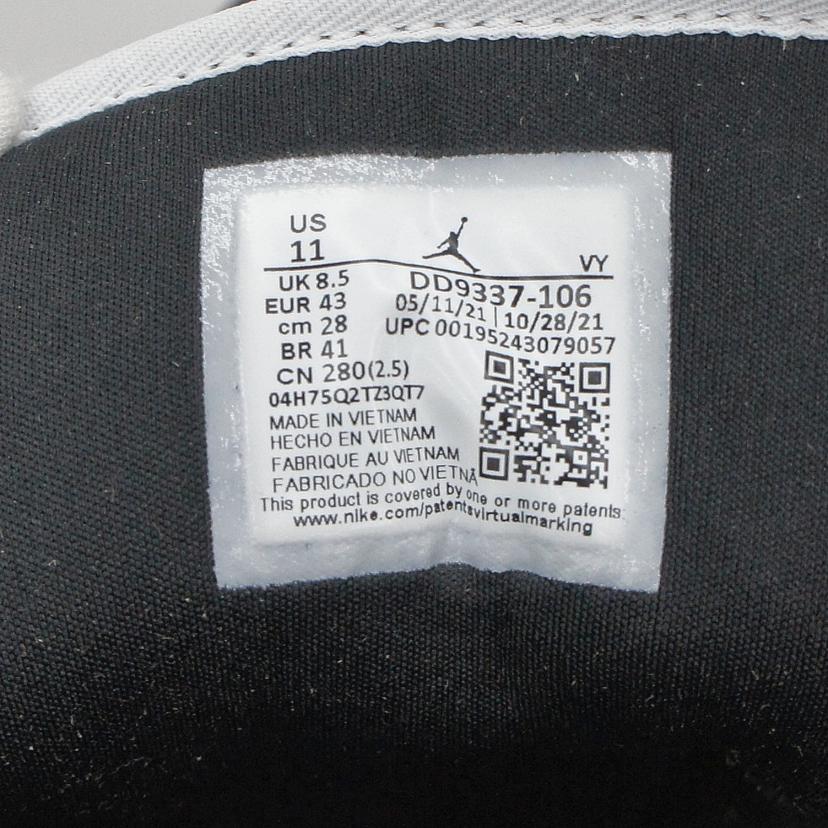 US
11
VY
UK 8.5
EUR 43
cm 28
BR 41
CN 280(2.5)
04H75Q2TZ3QT7
DD9337-106
05/11/21 | 10/28/21
UPC 00195243079057
MADE IN VIETNAM
HECHO EN VIETNAM
FABRIQUE AU VIETNAM
FABRICADO NO VIETNÃ
This product is covered by one or more patents:
www.nike.com/patentsvirtualmarking